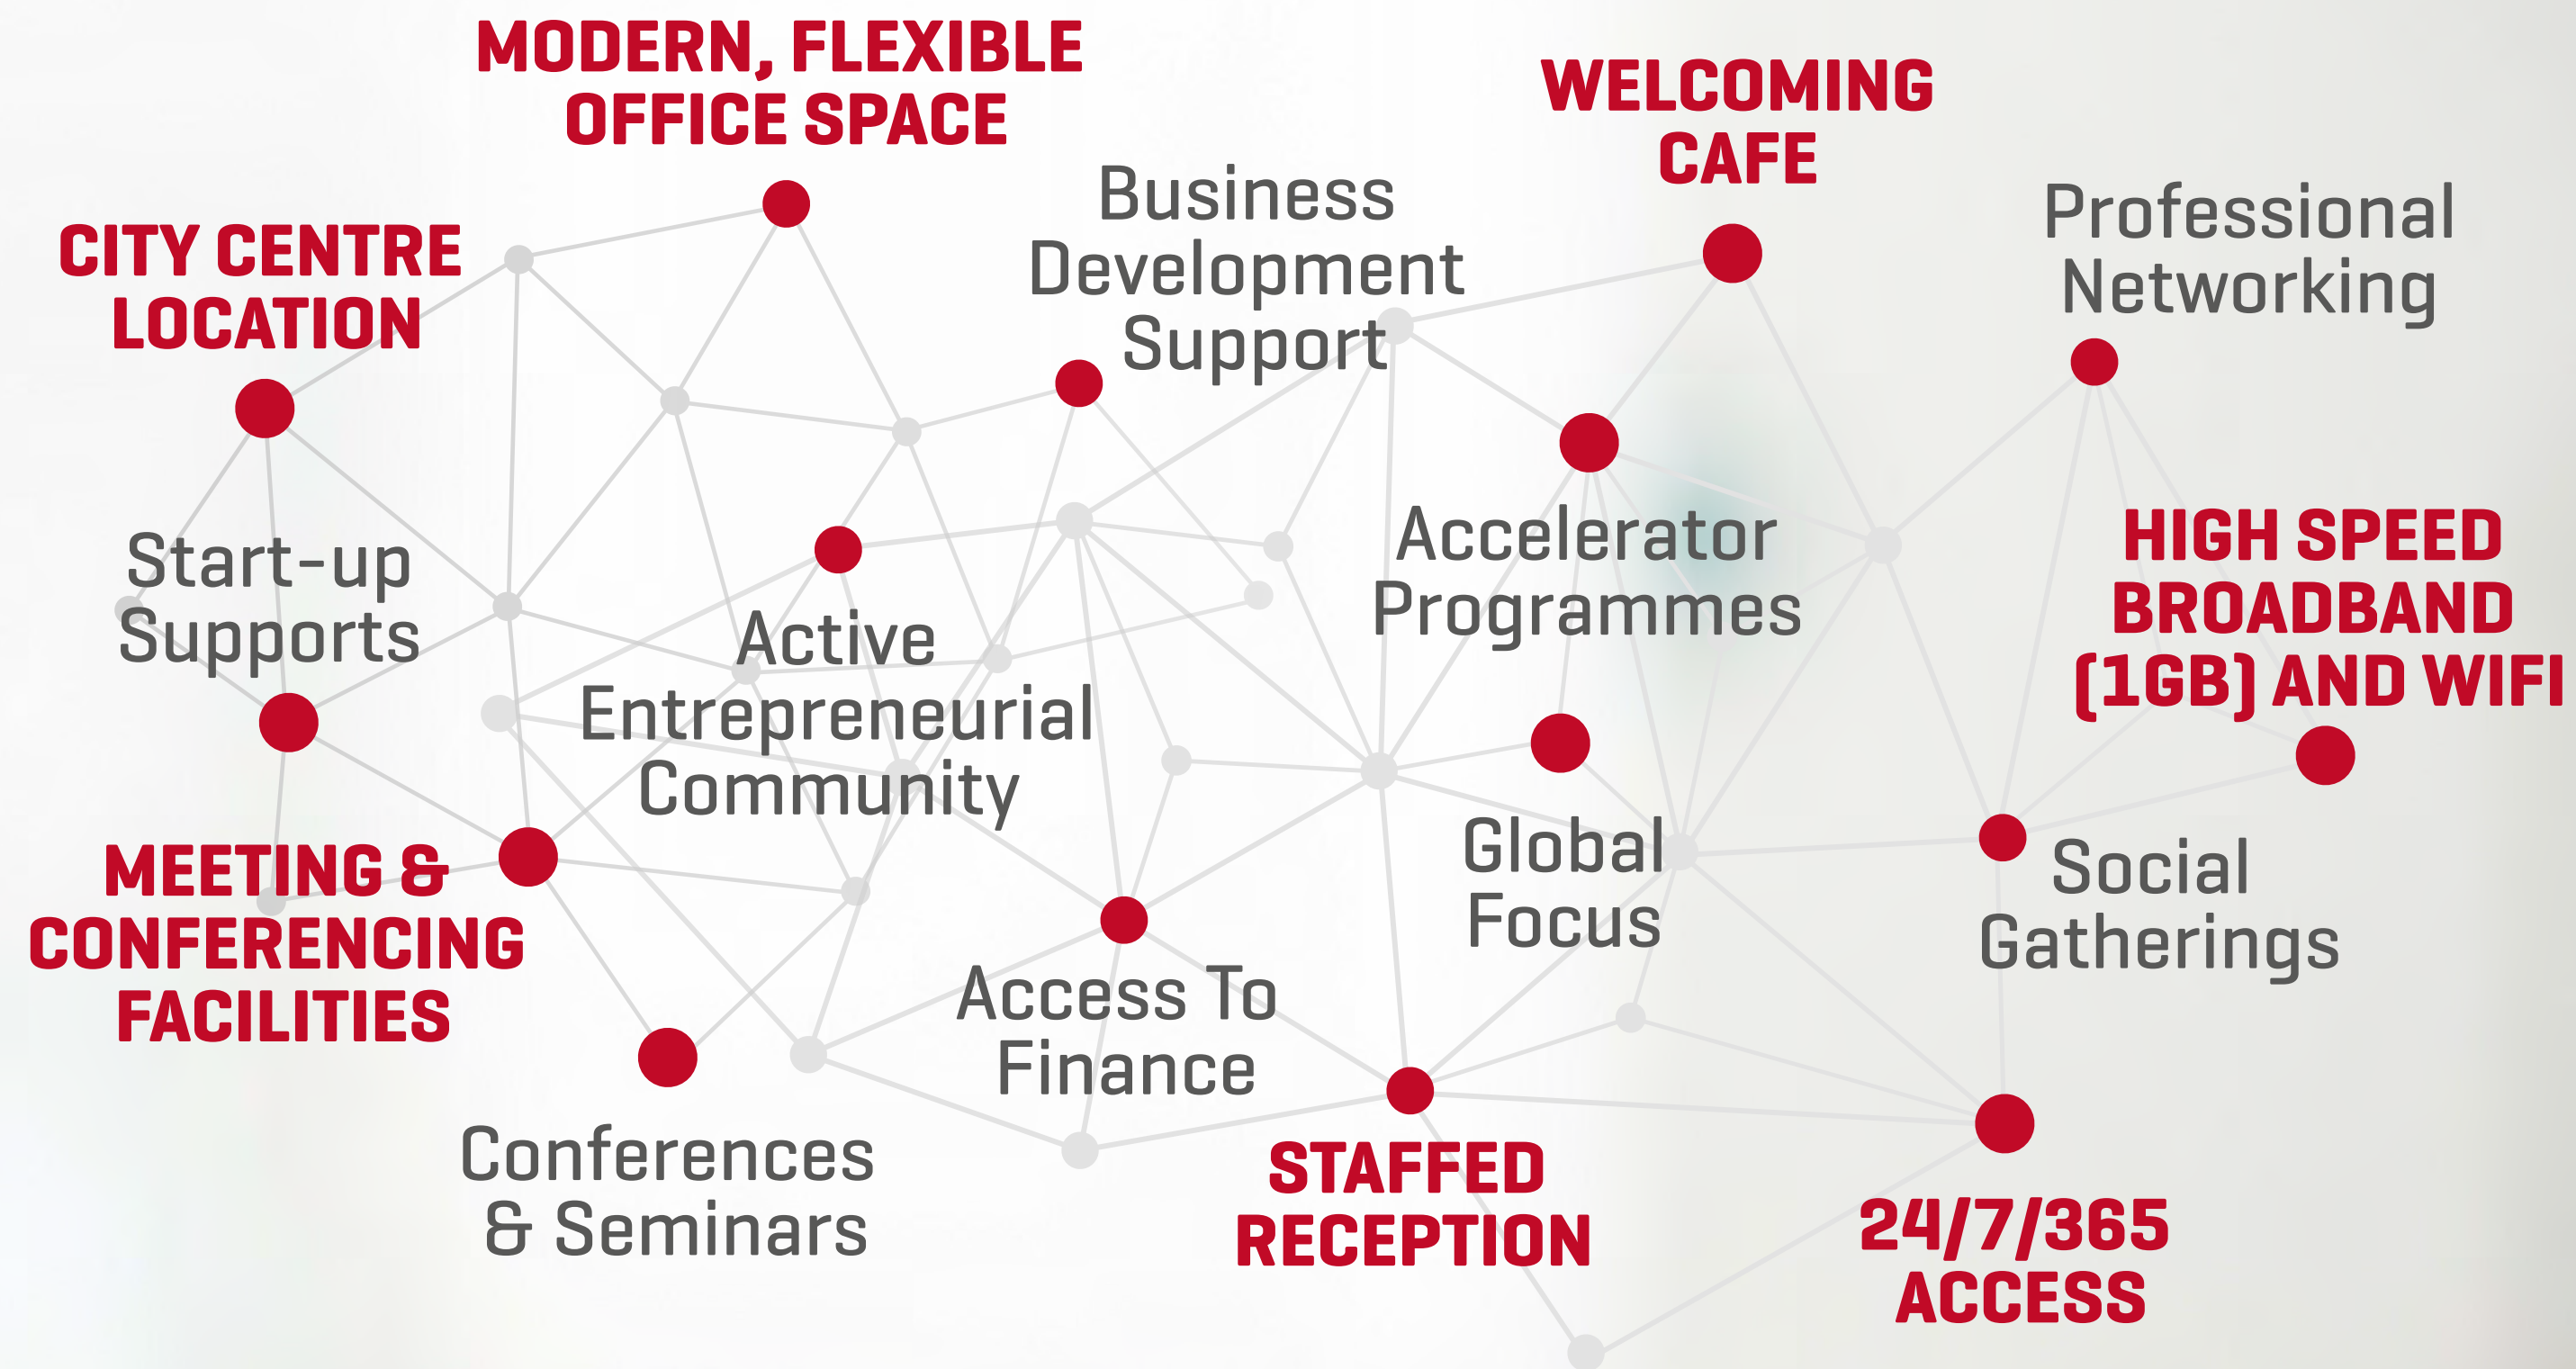 MODERN, FLEXIBLE
OFFICE SPACE
WELCOMING
CAFE
Business
Development
Support
Professional
Networking
CITY CENTRE
LOCATION
Start-up
Supports
Active
Entrepreneurial
Community
Accelerator
Programmes
HIGH SPEED
BROADBAND
(1GB) AND WIFI
MEETING &
CONFERENCING
FACILITIES
Global
Focus
Social
Gatherings
Access To
Finance
Conferences
& Seminars
STAFFED
RECEPTION
24/7/365
ACCESS